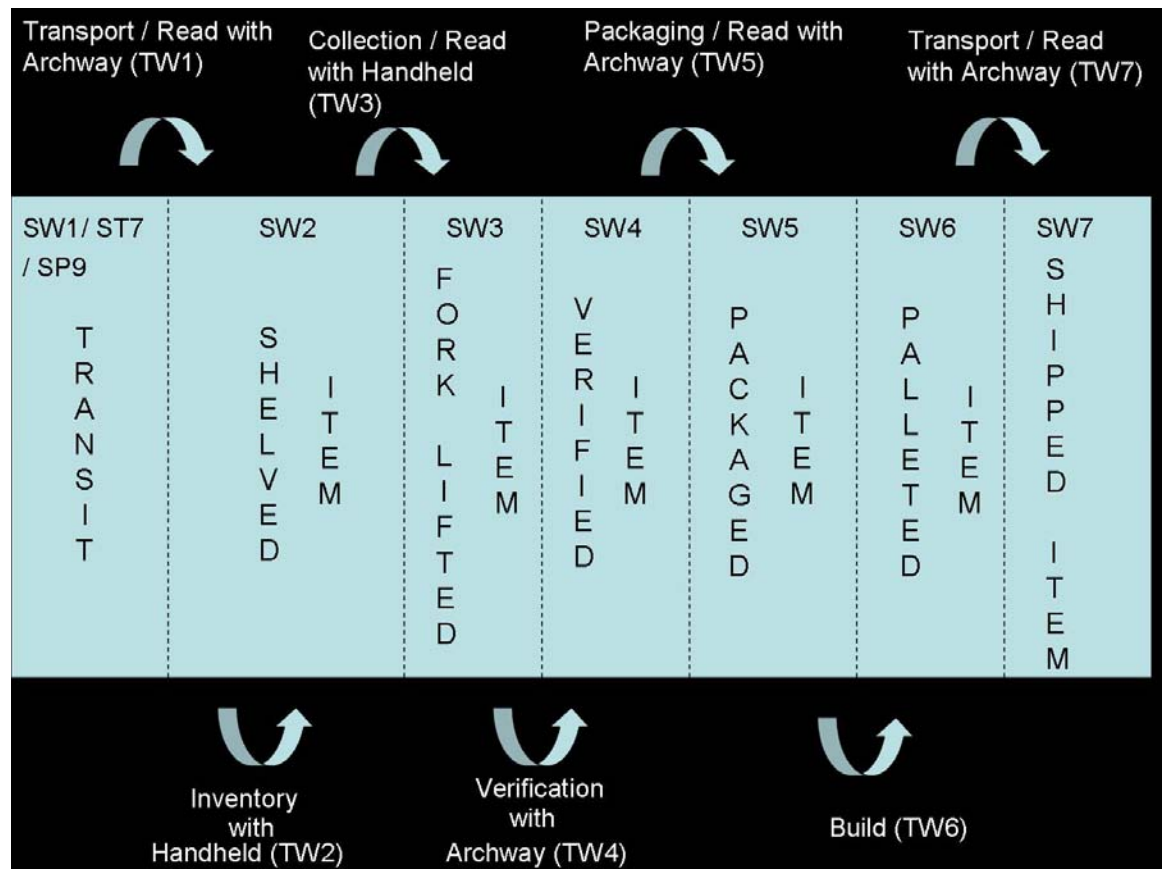 Transport / Read with
Archway (TW1)
Collection / Read
with Handheld
(TW3)
Packaging / Read with
Archway (TW5)
Transport / Read
with Archway (TW7)
SW1/ ST7
/ SP9
TRANSIT
SW2
SHELVED
ITEM
SW3
FORK LIFTED
ITEM
SW4
VERIFIED
ITEM
SW5
PACKAGED
ITEM
SW6
PALLETED
ITEM
SW7
SHIPPED ITEM
Inventory
with
Handheld (TW2)
Verification
with
Archway (TW4)
Build (TW6)